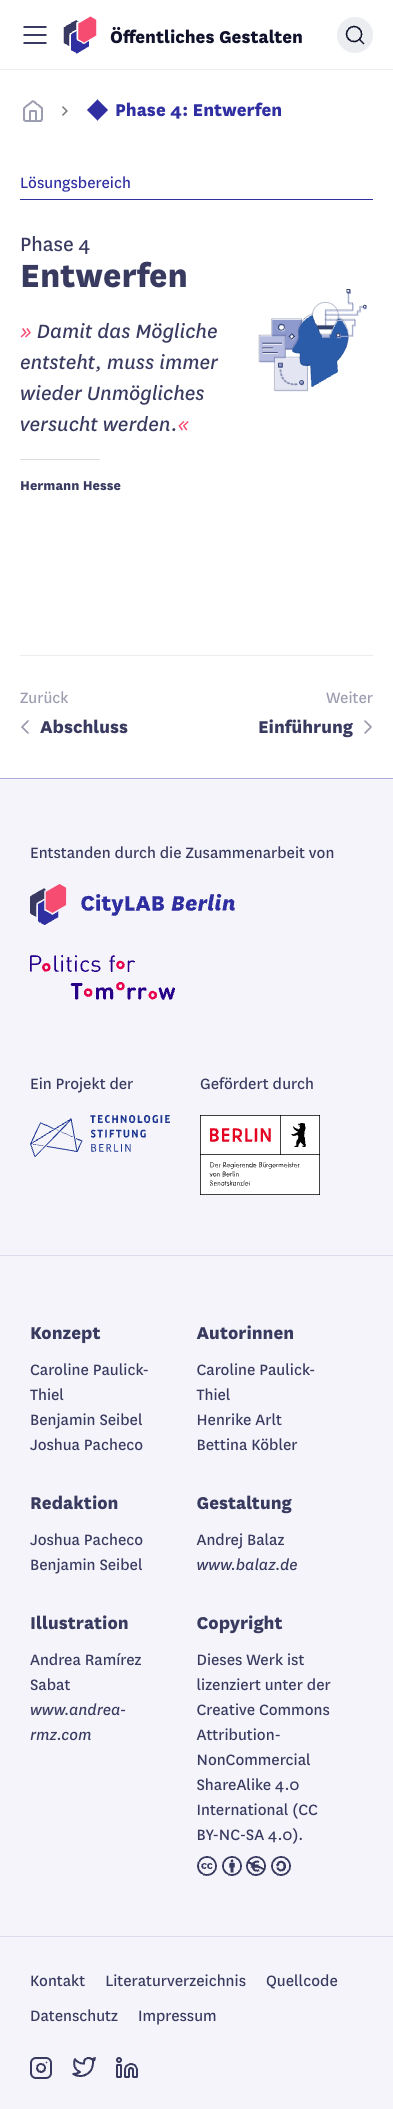 Öffentliches Gestalten
Phase 4: Entwerfen
Lösungsbereich
Phase 4
Entwerfen
» Damit das Mögliche
entsteht, muss immer
wieder Unmögliches
versucht werden.«
Hermann Hesse
Zurück
Abschluss
Weiter
Einführung
Entstanden durch die Zusammenarbeit von
CityLAB Berlin
Politics for
Tomorrow
Ein Projekt der
TECHNOLOGIE
STIFTUNG
BERLIN
Gefördert durch
BERLIN
Der Regierende Bürgermeister
von Berlin
Senatskanzlei
Konzept
Caroline Paulick-
Thiel
Benjamin Seibel
Joshua Pacheco
Autorinnen
Caroline Paulick-
Thiel
Henrike Arlt
Bettina Köbler
Redaktion
Joshua Pacheco
Benjamin Seibel
Gestaltung
Andrej Balaz
www.balaz.de
Illustration
Andrea Ramírez
Sabat
www.andrea-
rmz.com
Copyright
Dieses Werk ist
lizenziert unter der
Creative Commons
Attribution-
NonCommercial
ShareAlike 4.0
International (CC
BY-NC-SA 4.0).
Kontakt Literaturverzeichnis Quellcode
Datenschutz Impressum